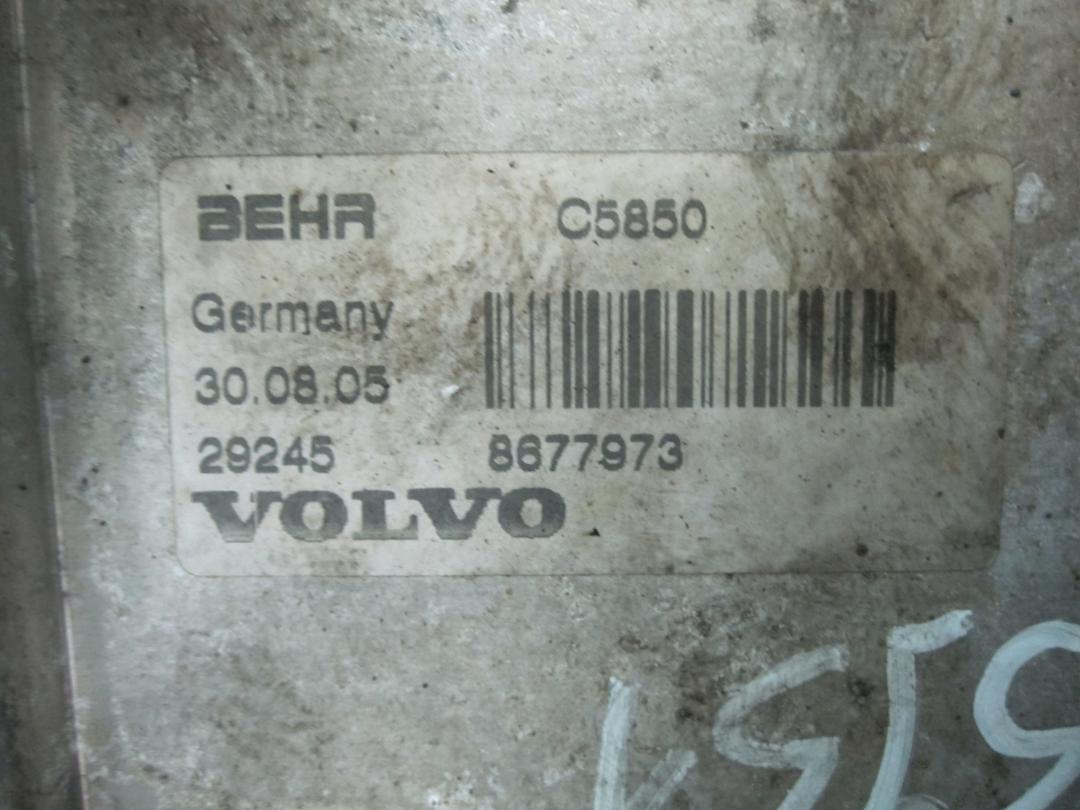 BEHR C5850
Germany
30.08.05
29245 8677973
VOLVO